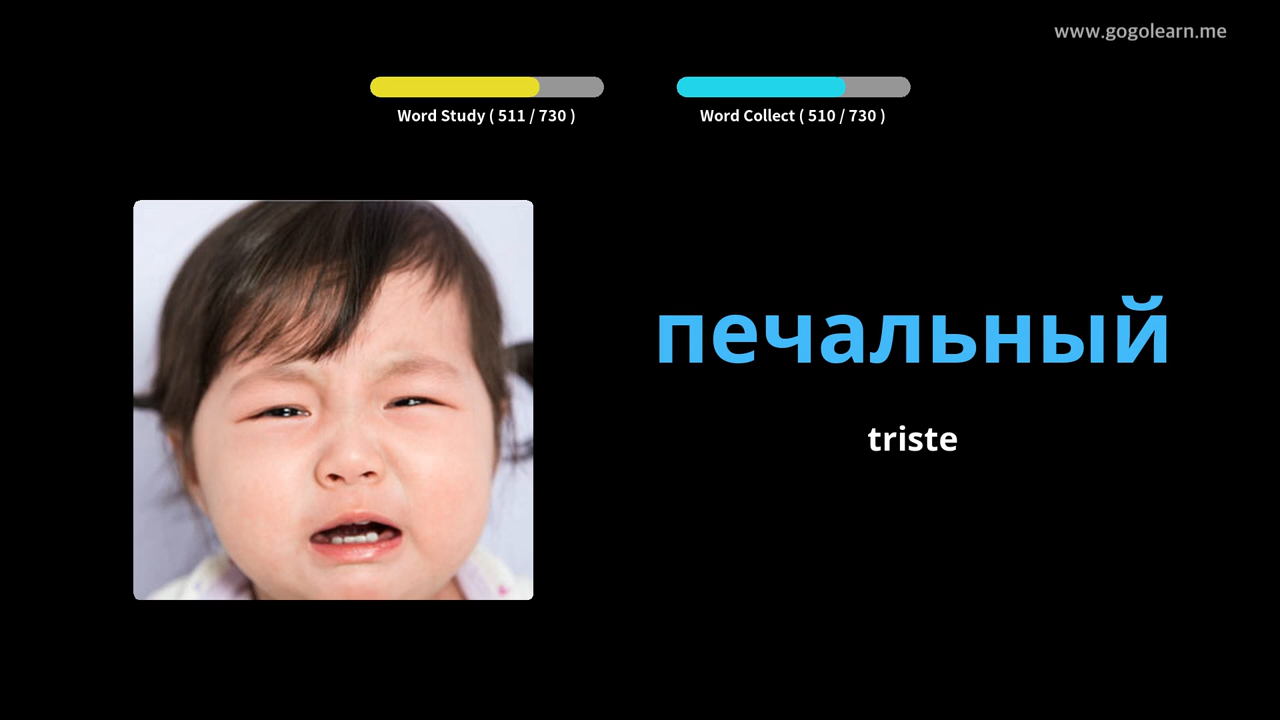 www.gogolearn.me
Word Study ( 511 / 730 )
Word Collect ( 510 / 730 )
печальный
triste